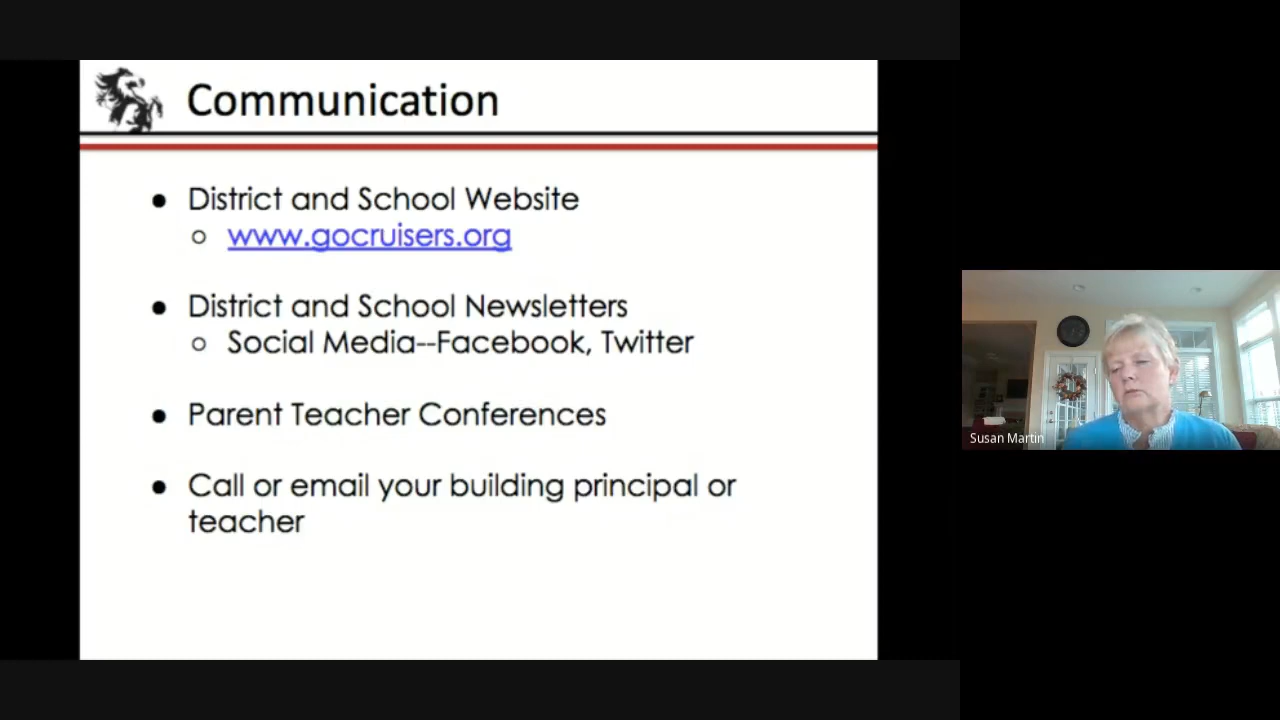 Communication
● District and School Website
○ www.gocruisers.org
● District and School Newsletters
○ Social Media--Facebook, Twitter
● Parent Teacher Conferences
● Call or email your building principal or
teacher
Susan Martin